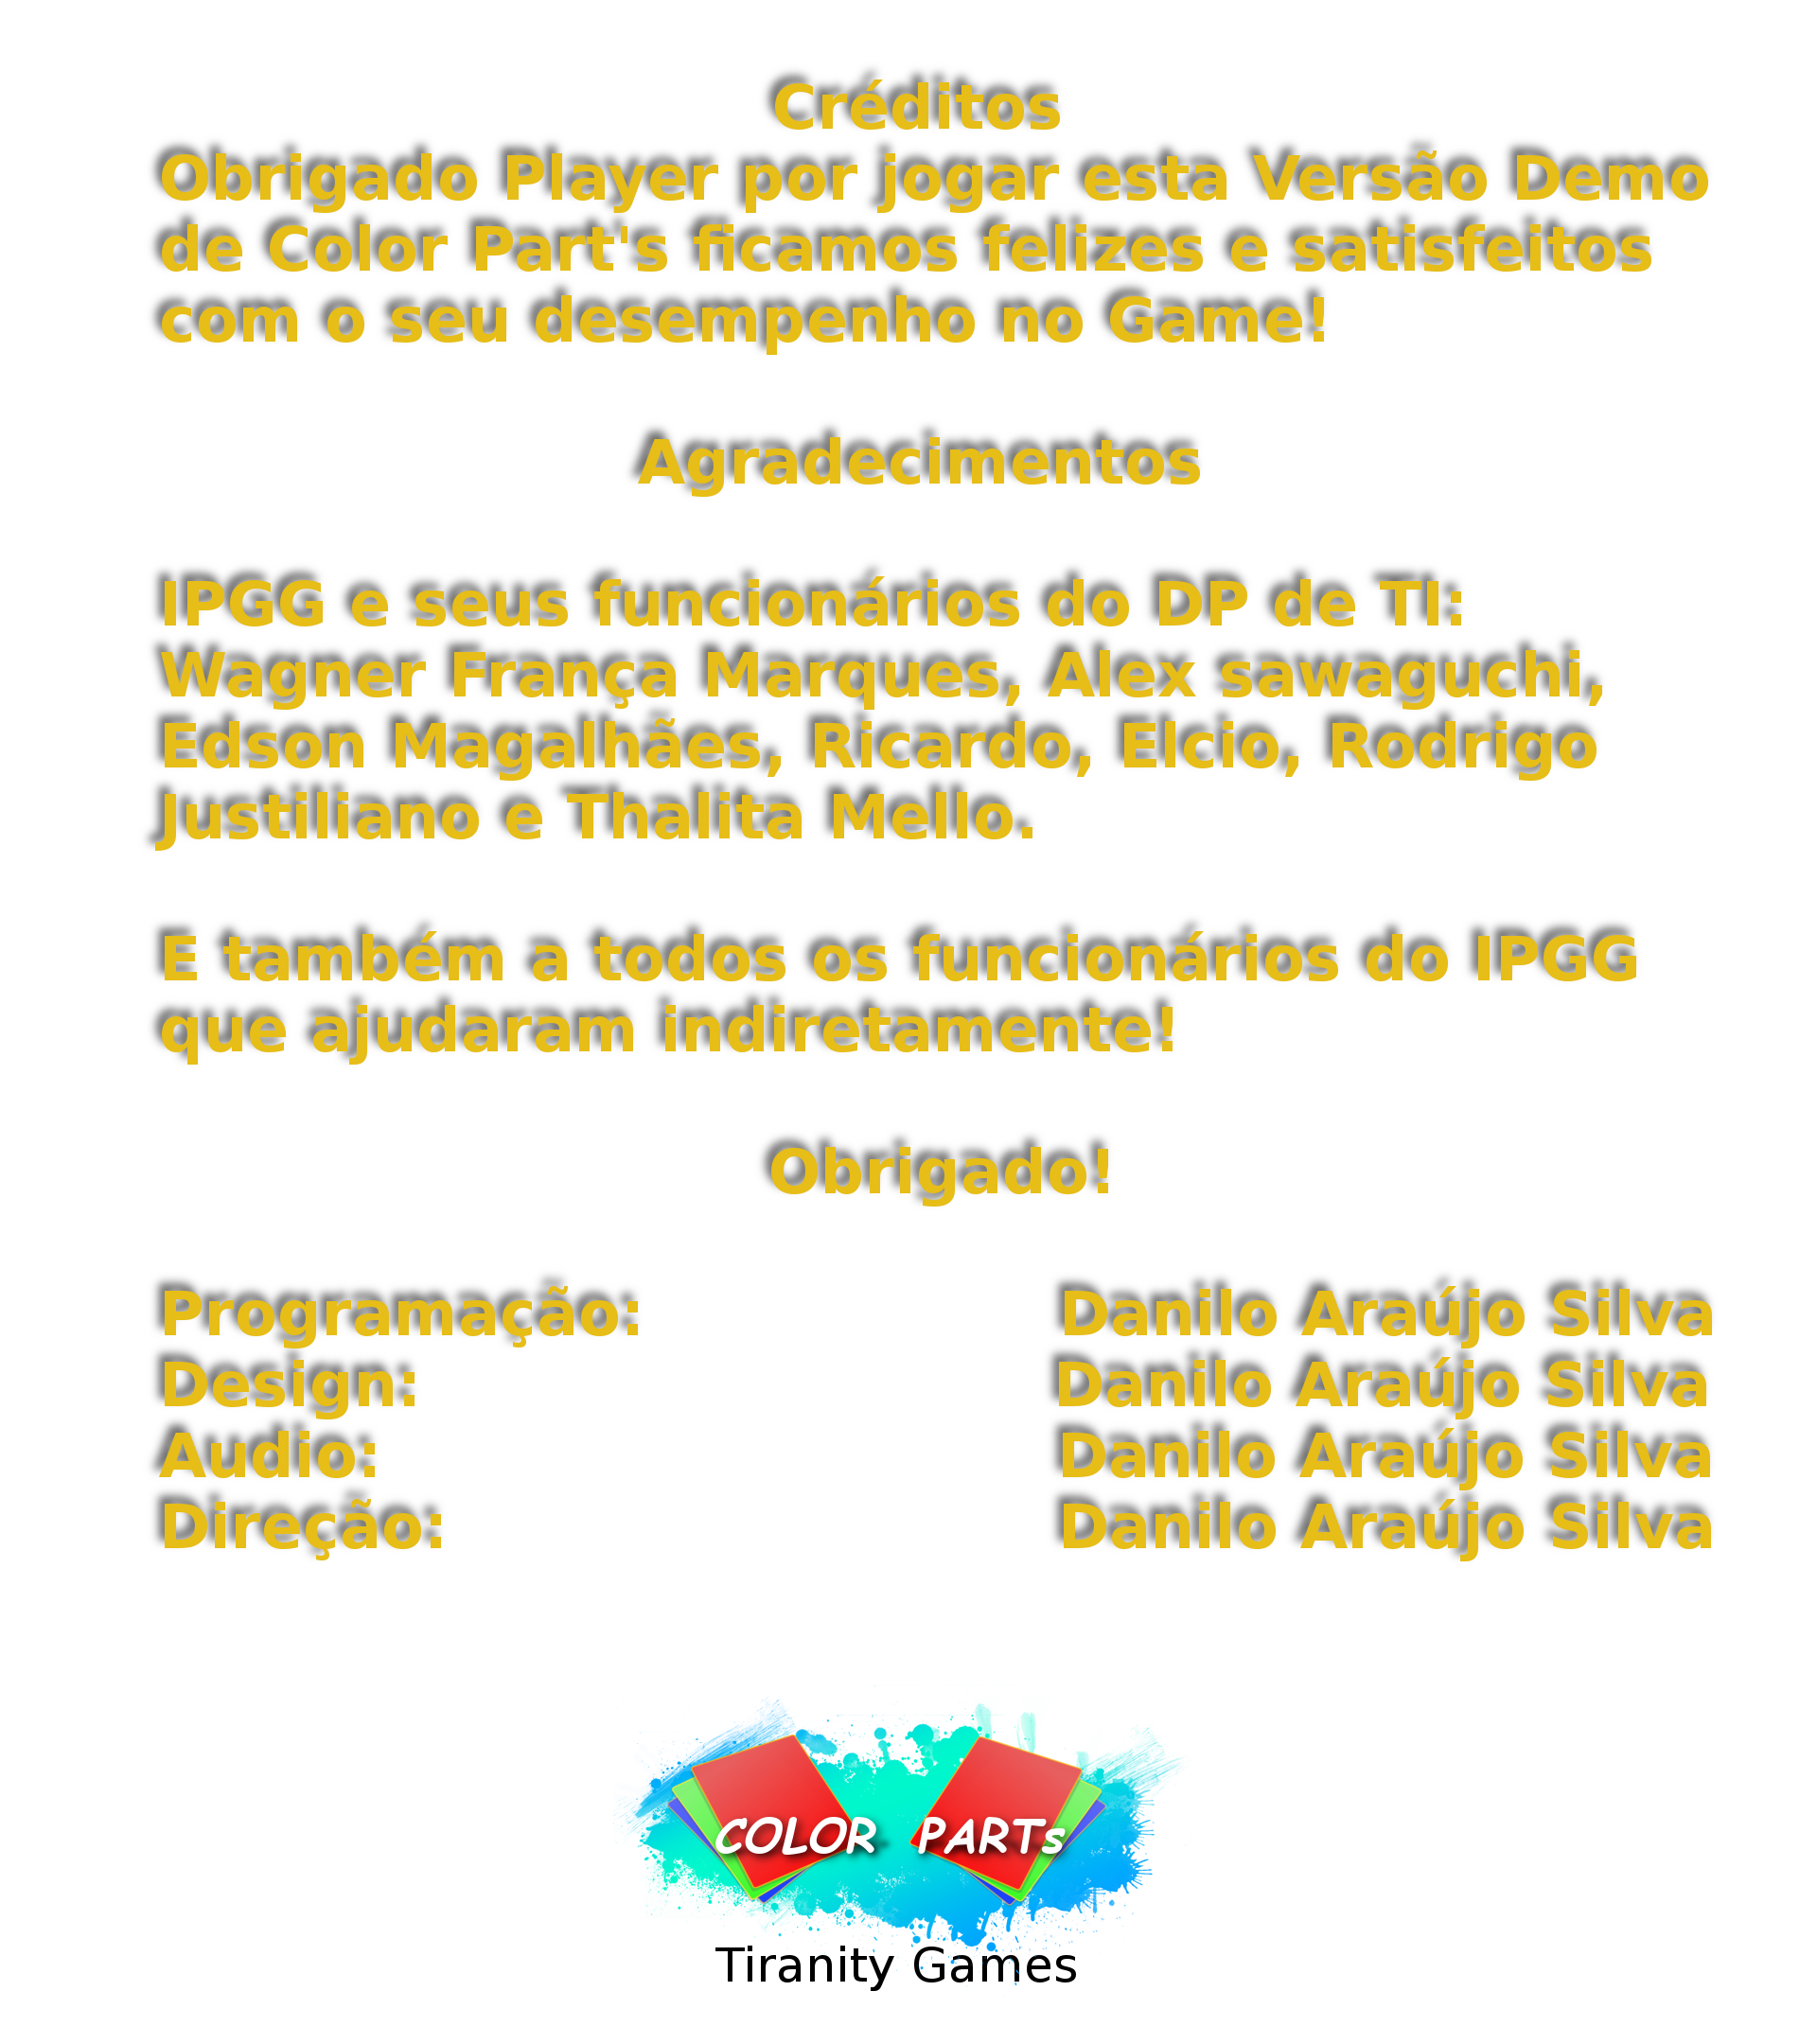 Créditos
Obrigado Player por jogar esta Versão Demo
de Color Part's ficamos felizes e satisfeitos
com o seu desempenho no Game!
Agradecimentos
IPGG e seus funcionários do DP de TI:
Wagner França Marques, Alex sawaguchi,
Edson Magalhães, Ricardo, Elcio, Rodrigo
Justiliano e Thalita Mello.
E também a todos os funcionários do IPGG
que ajudaram indiretamente!
Obrigado!
Programação: Danilo Araújo Silva
Design: Danilo Araújo Silva
Audio: Danilo Araújo Silva
Direção: Danilo Araújo Silva
COLOR PARTs
Tiranity Games